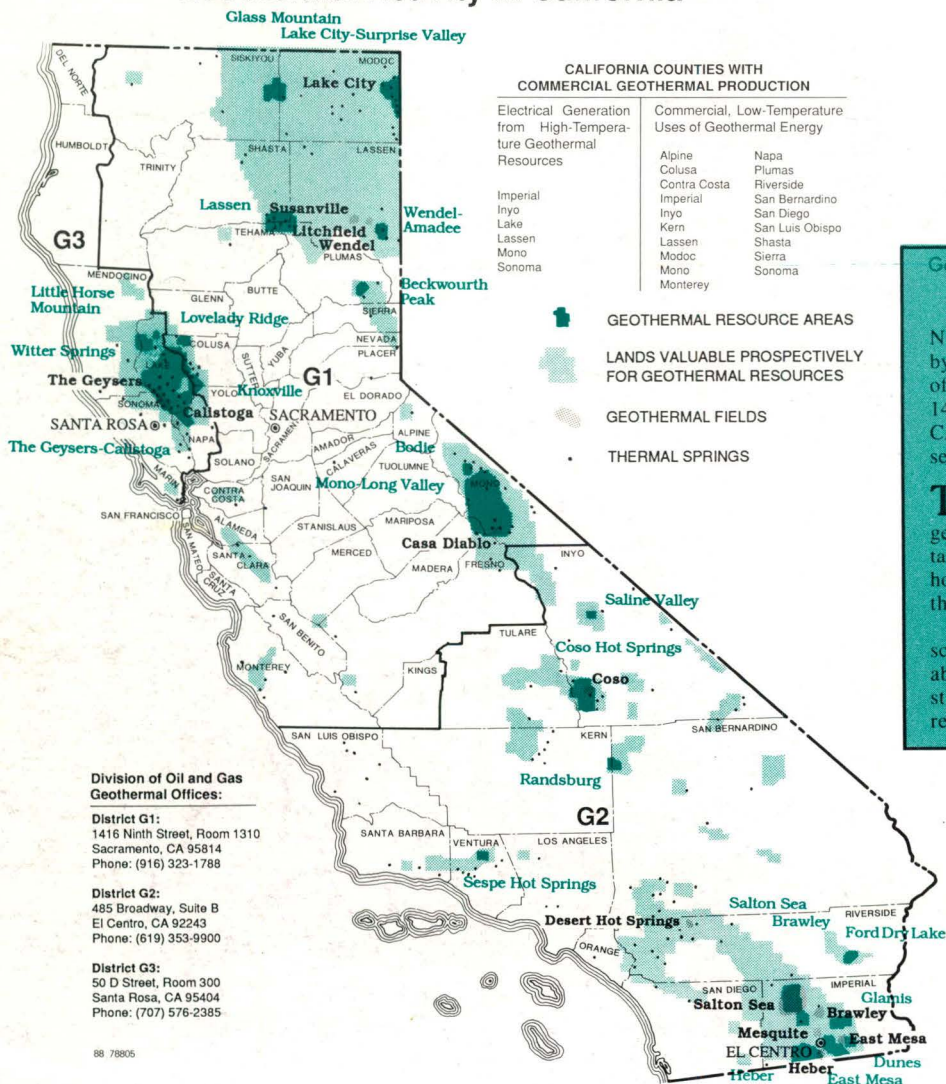 Glass Mountain
Lake City-Surprise Valley
DEL NORTE
SISKIYOU
MODOC
Lake City
HUMBOLDT
TRINITY
SHASTA
LASSEN
Lassen
Susanville
Litchfield
Wendel
Wendel-
Amadee
TEHAMA
PLUMAS
G3
MENDOCINO
Little Horse
Mountain
GLENN
BUTTE
Beckwourth
Peak
SIERRA
Lovelady Ridge
NEVADA
PLACER
Witter Springs
LAKE
COLUSA
SUTTER
YUBA
G1
The Geysers
SONOMA
YOLO
Knoxville
EL DORADO
Calistoga
SANTA ROSA
SACRAMENTO
NAPA
SACRAMEN
The Geysers-Calistoga
SOLANO
AMADOR
ALPINE
Bodie
CALAVERAS
TUOLUMNE
MARIN
CONTRA
COSTA
SAN
JOAQUIN
Mono-Long Valley
MONO
SAN FRANCISCO
ALAMEDA
STANISLAUS
MARIPOSA
Casa Diablo
SAN MATEO
SANTA
CLARA
MERCED
MADERA
FRESNO
INYO
SANTA
CRUZ
SAN BENITO
Saline Valley
TULARE
Coso Hot Springs
MONTEREY
KINGS
Coso
SAN LUIS OBISPO
KERN
SAN BERNARDINO
Randsburg
G2
SANTA BARBARA
VENTURA
LOS ANGELES
Sespe Hot Springs
Salton Sea
Desert Hot Springs
Brawley
RIVERSIDE
Ford Dry Lake
ORANGE
SAN DIEGO
IMPERIAL
Salton Sea
Glamis
Brawley
Mesquite
East Mesa
EL CENTRO
Dunes
Heber
Heber
East Mesa
CALIFORNIA COUNTIES WITH
COMMERCIAL GEOTHERMAL PRODUCTION
Electrical Generation
from High-Tempera-
ture Geothermal
Resources
Imperial
Inyo
Lake
Lassen
Mono
Sonoma
Commercial, Low-Temperature
Uses of Geothermal Energy
Alpine
Colusa
Contra Costa
Imperial
Inyo
Kern
Lassen
Modoc
Mono
Monterey
Napa
Plumas
Riverside
San Bernardino
San Diego
San Luis Obispo
Shasta
Sierra
Sonoma
GEOTHERMAL RESOURCE AREAS
LANDS VALUABLE PROSPECTIVELY
FOR GEOTHERMAL RESOURCES
GEOTHERMAL FIELDS
THERMAL SPRINGS
Division of Oil and Gas
Geothermal Offices:
District G1:
1416 Ninth Street, Room 1310
Sacramento, CA 95814
Phone: (916) 323-1788
District G2:
485 Broadway, Suite B
El Centro, CA 92243
Phone: (619) 353-9900
District G3:
50 D Street, Room 300
Santa Rosa, CA 95404
Phone: (707) 576-2385
88 78805